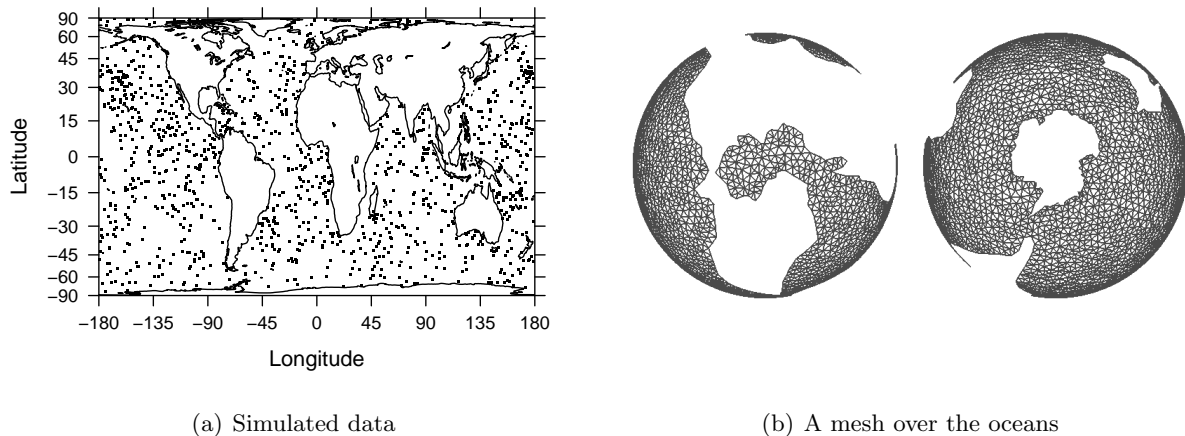 90
60
45
30
15
0
−15
−30
−45
−60
−90
Latitude
−180 −135 −90 −45 0 45 90 135 180
Longitude
(a) Simulated data
(b) A mesh over the oceans